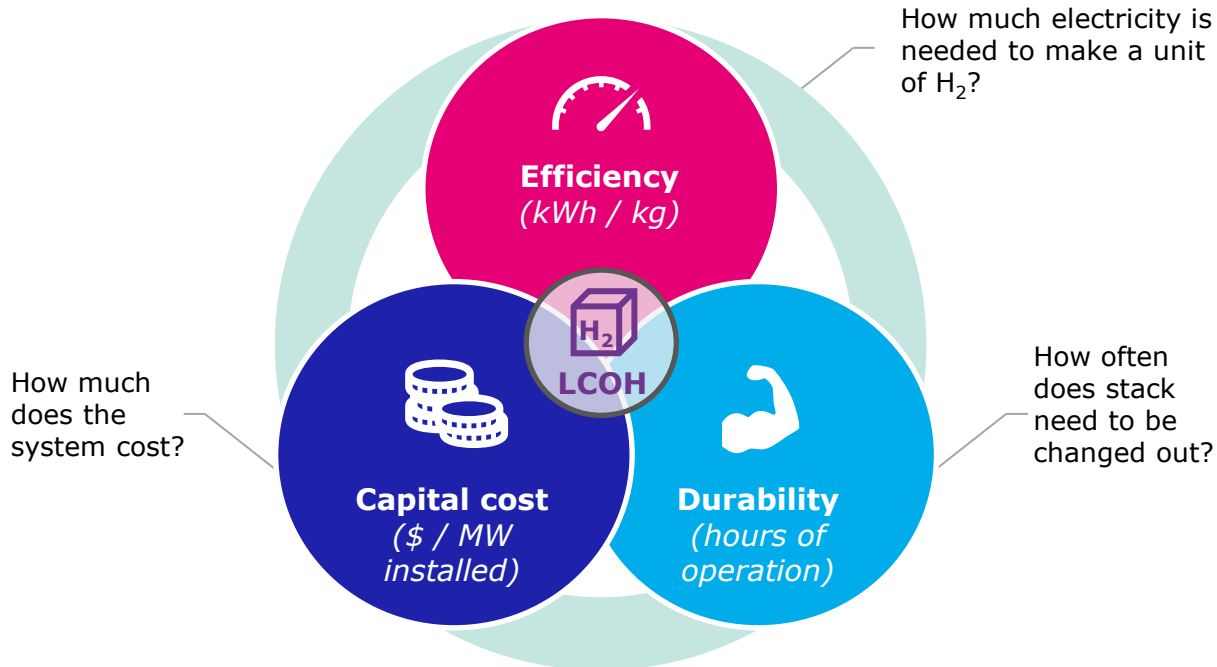 How much electricity is
needed to make a unit
of H₂?
Efficiency
(kWh / kg)
H₂
LCOH
How much
does the
system cost?
Capital cost
($ / MW
installed)
Durability
(hours of
operation)
How often
does stack
need to be
changed out?